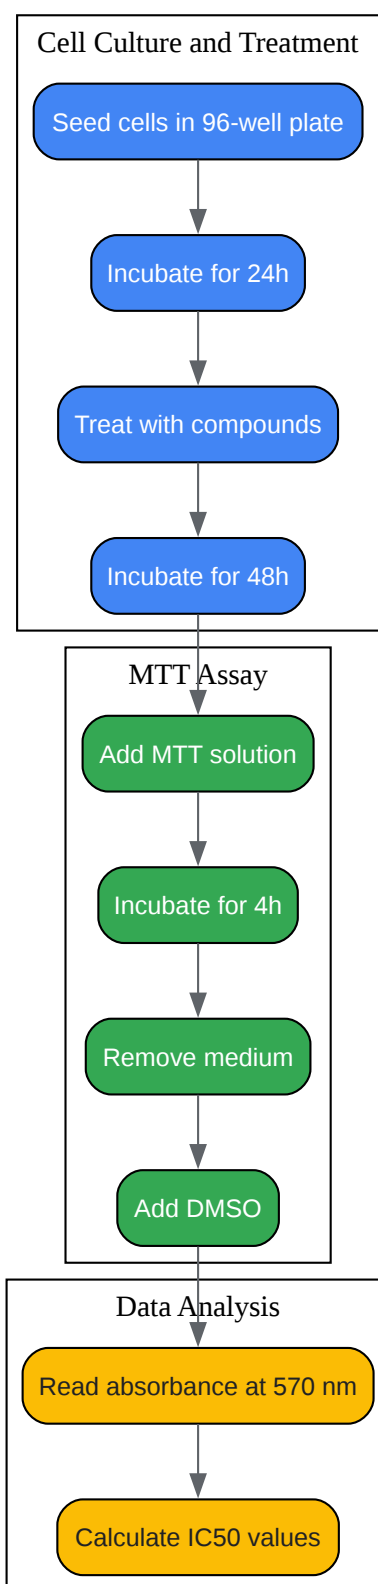 Cell Culture and Treatment
Seed cells in 96-well plate
Incubate for 24h
Treat with compounds
Incubate for 48h
MTT Assay
Add MTT solution
Incubate for 4h
Remove medium
Add DMSO
Data Analysis
Read absorbance at 570 nm
Calculate IC50 values